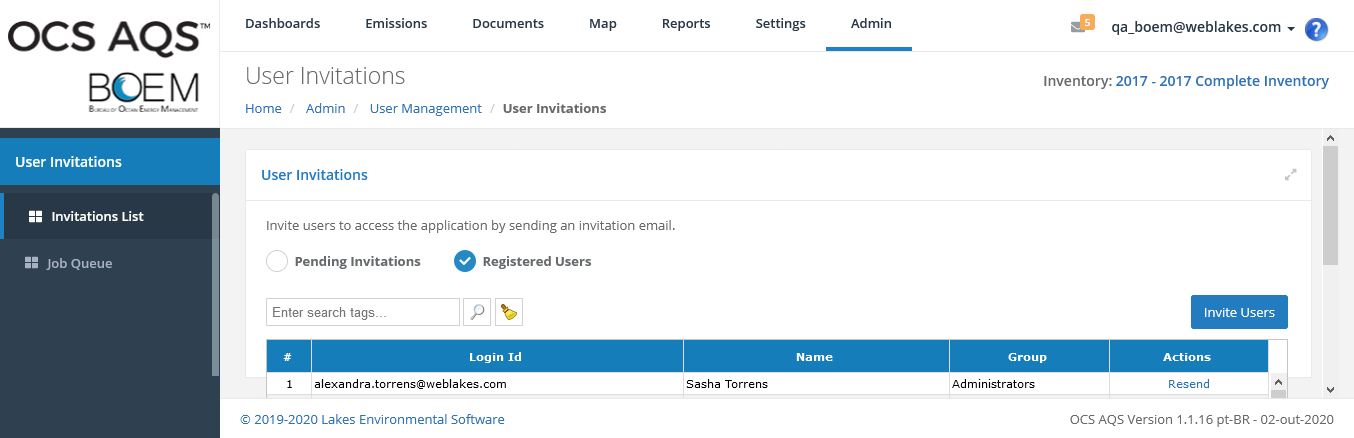 OCS AQS™
BOEM
BUREAU OF OCEAN ENERGY MANAGEMENT
Dashboards Emissions Documents Map Reports Settings Admin
5 qa_boem@weblakes.com ?
User Invitations
Inventory: 2017 - 2017 Complete Inventory
Home / Admin / User Management / User Invitations
User Invitations
Invitations List
Job Queue
User Invitations
Invite users to access the application by sending an invitation email.
Pending Invitations Registered Users
Enter search tags... Invite Users
# Login Id Name Group Actions
1 alexandra.torrens@weblakes.com Sasha Torrens Administrators Resend
© 2019-2020 Lakes Environmental Software OCS AQS Version 1.1.16 pt-BR - 02-out-2020